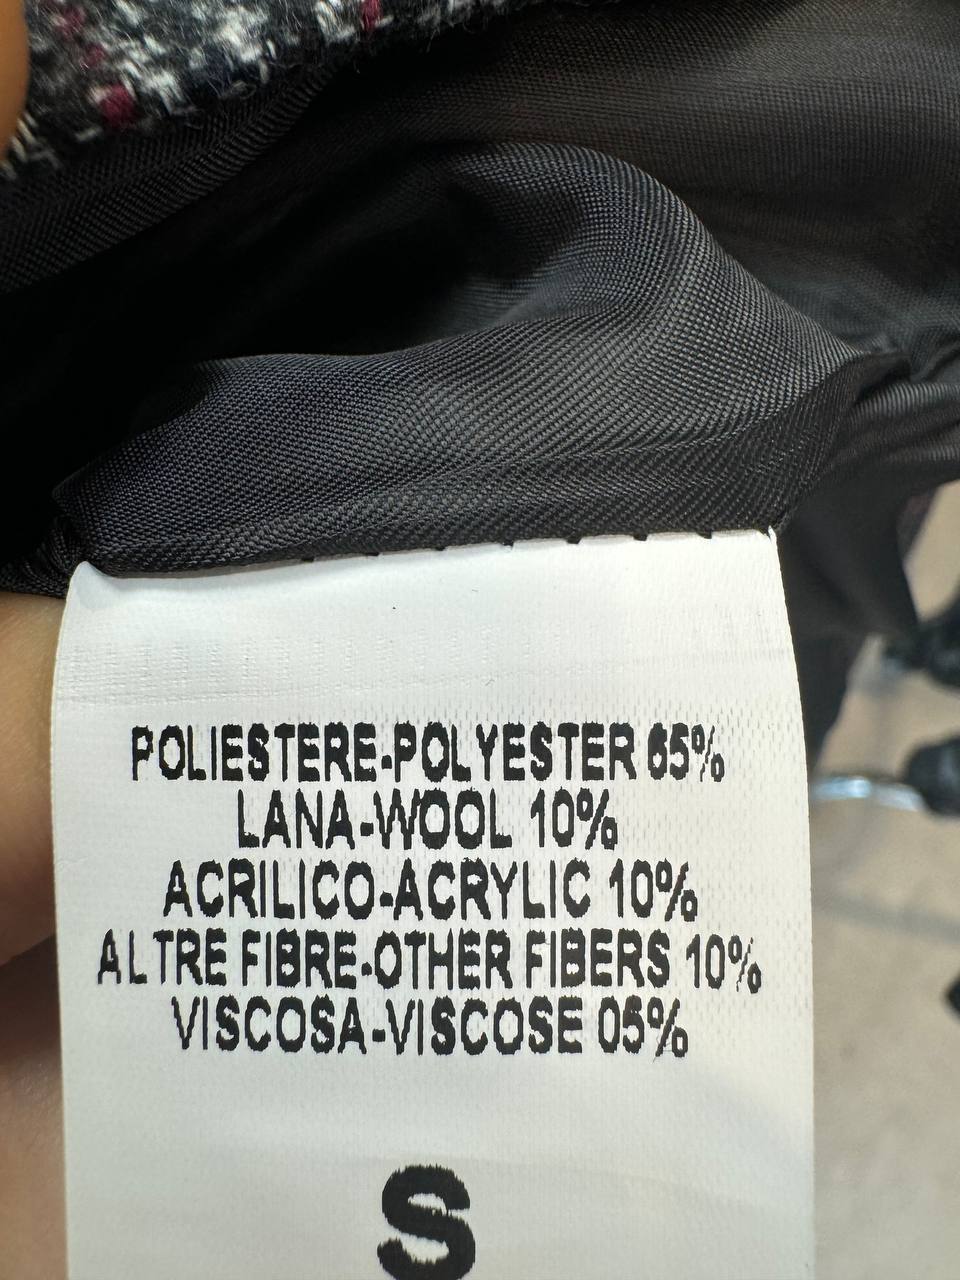 POLIESTERE-POLYESTER 65%
LANA-WOOL 10%
ACRILICO-ACRYLIC 10%
ALTRE FIBRE-OTHER FIBERS 10%
VISCOSA-VISCOSE 05%
S